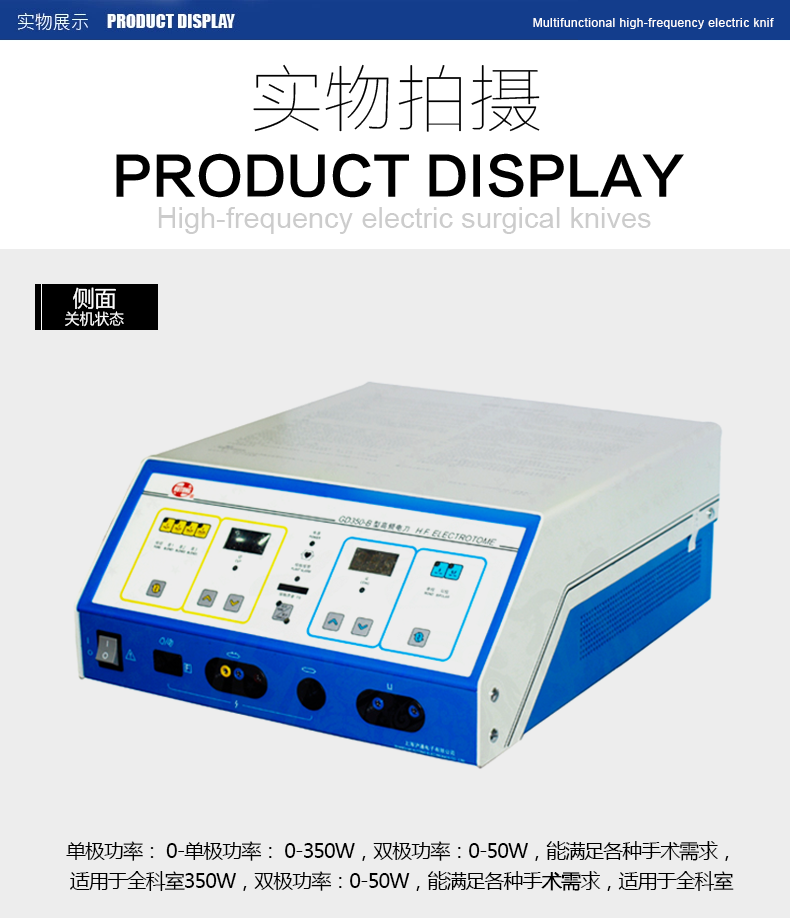 实物展示 PRODUCT DISPLAY Multifunctional high-frequency electric knif
实物拍摄
PRODUCT DISPLAY
High-frequency electric surgical knives
侧面
关机状态
GD350-B型高频电刀 H·F ELECTROTOME
单极功率： 0-单极功率： 0-350W，双极功率：0-50W，能满足各种手术需求，
适用于全科室350W，双极功率：0-50W，能满足各种手术需求，适用于全科室